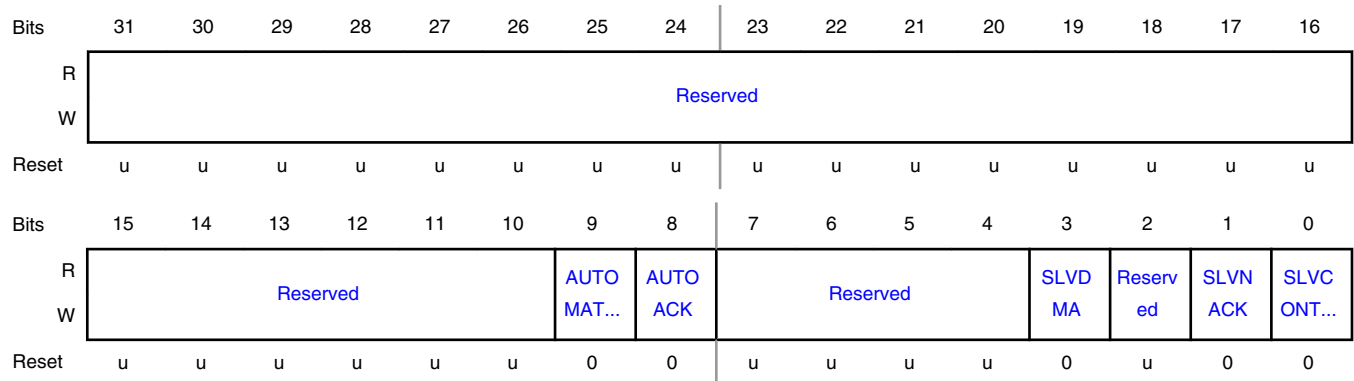 Bits 31 30 29 28 27 26 25 24 23 22 21 20 19 18 17 16
R
Reserved
W
Reset u u u u u u u u u u u u u u u u
Bits 15 14 13 12 11 10 9 8 7 6 5 4 3 2 1 0
R
Reserved AUTO MAT... AUTO ACK Reserved SLVD MA Reserv ed SLVN ACK SLVC ONT...
W
Reset u u u u u u 0 0 u u u u 0 u 0 0